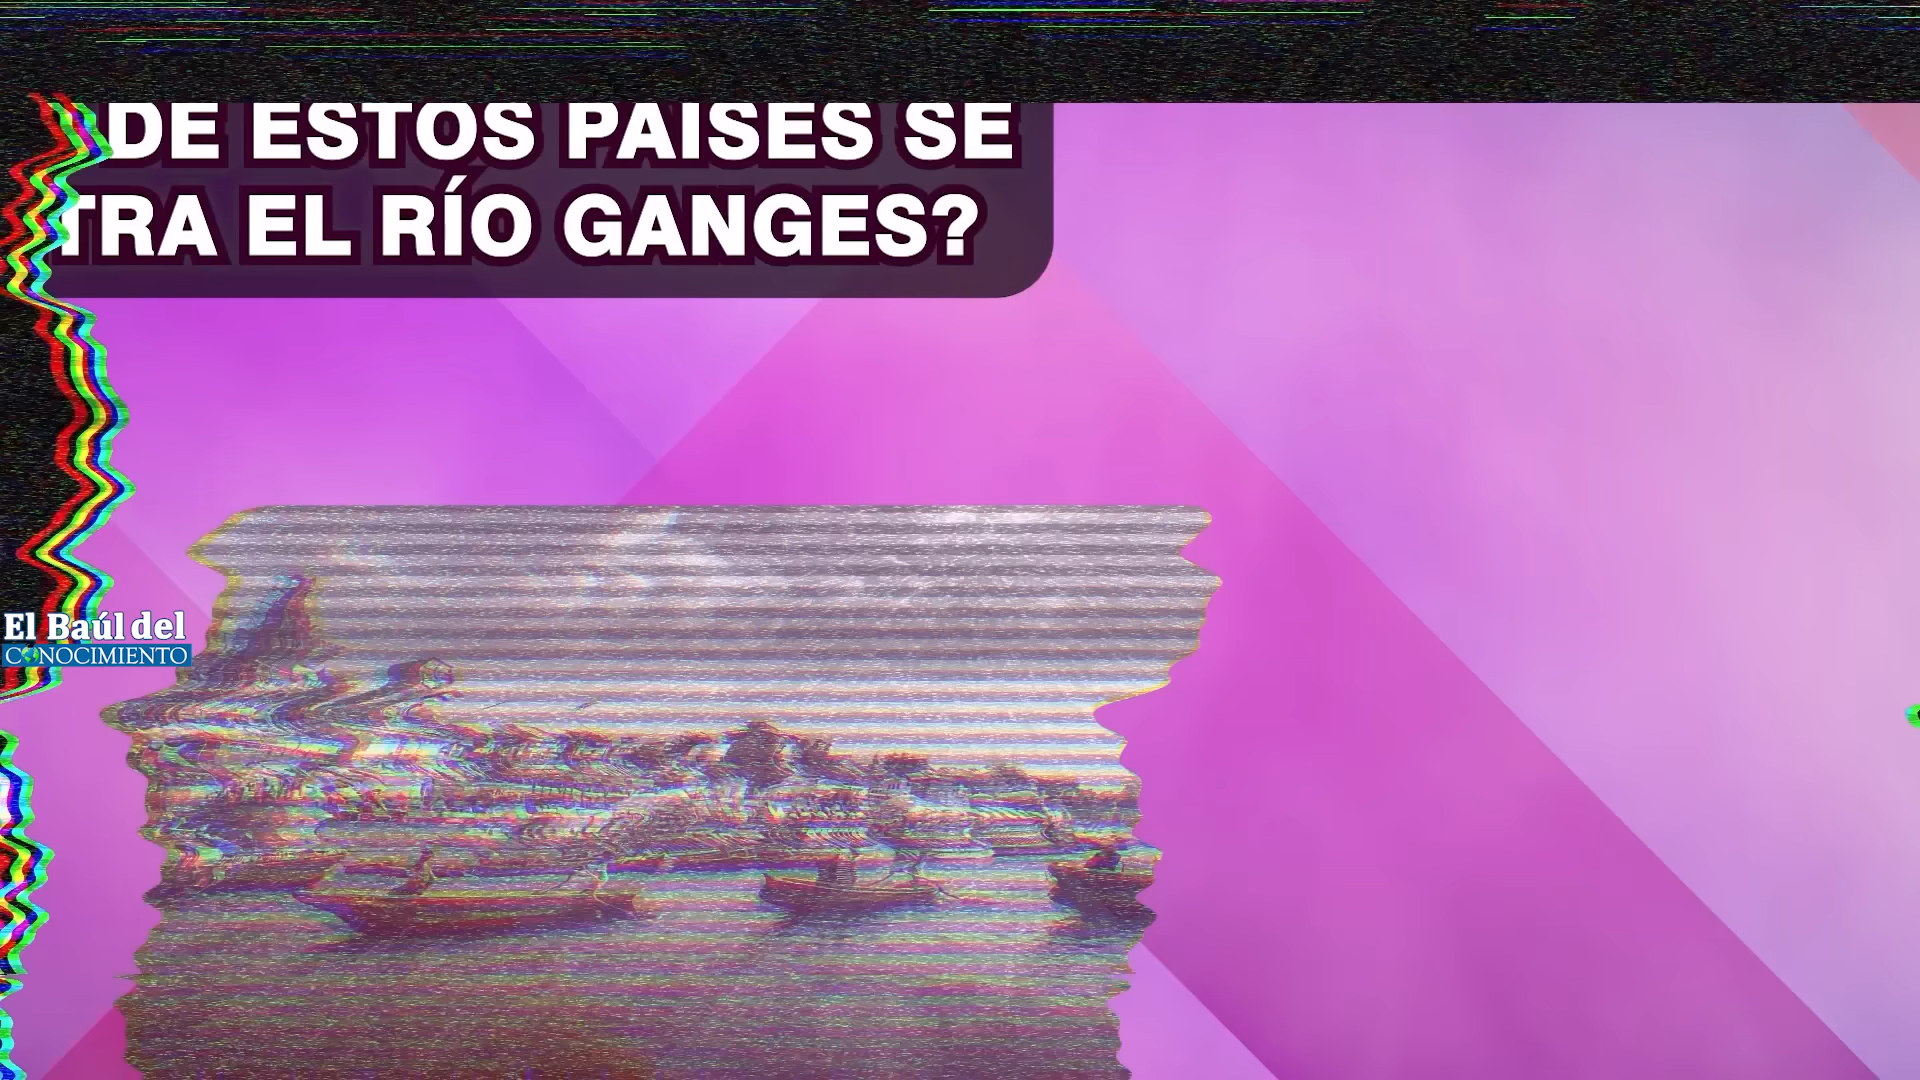 DE ESTOS PAISES SE
TRA EL RÍO GANGES?
El Baúl del
CONOCIMIENTO